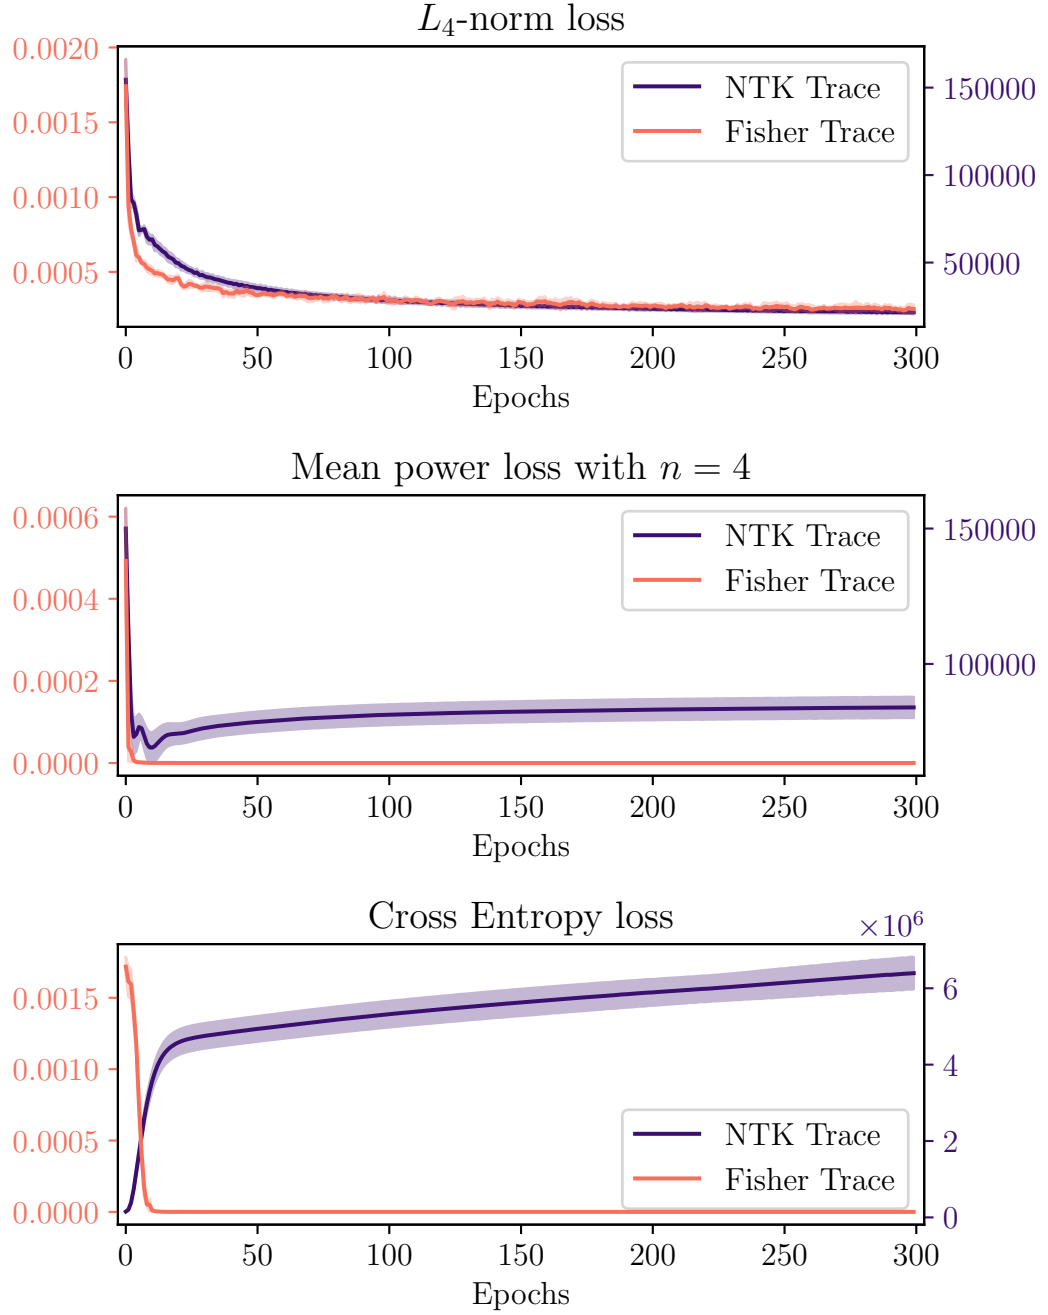 L₄-norm loss
0.0020
0.0015
0.0010
0.0005
150000
100000
50000
NTK Trace
Fisher Trace
0 50 100 150 200 250 300
Epochs
Mean power loss with n = 4
0.0006
0.0004
0.0002
0.0000
150000
100000
NTK Trace
Fisher Trace
0 50 100 150 200 250 300
Epochs
Cross Entropy loss
×10⁶
0.0015
0.0010
0.0005
0.0000
6
4
2
0
NTK Trace
Fisher Trace
0 50 100 150 200 250 300
Epochs